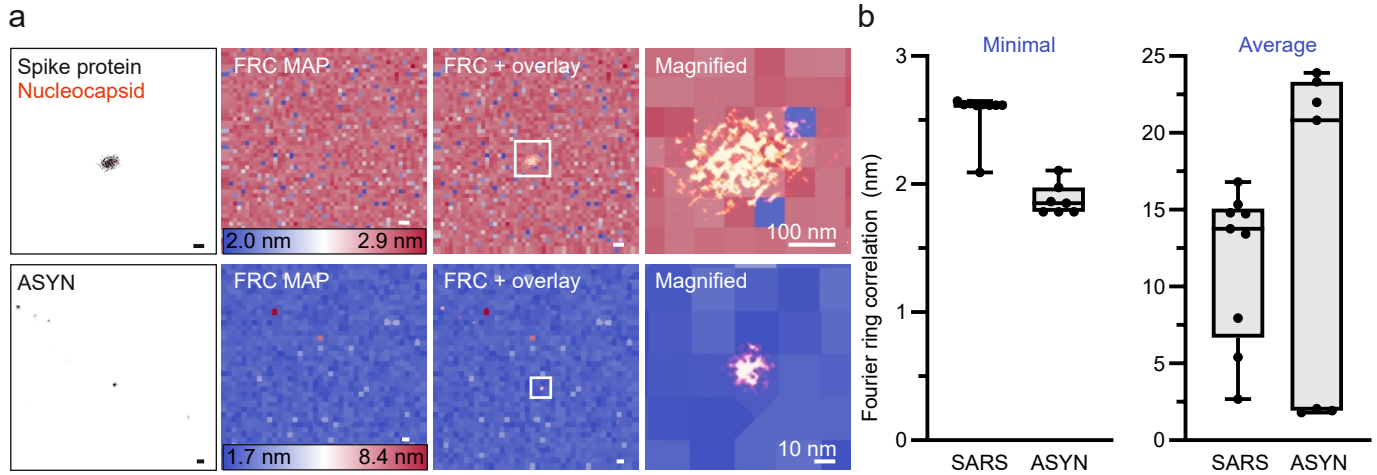 a
Spike protein
Nucleocapsid
FRC MAP
2.0 nm 2.9 nm
FRC + overlay
Magnified
100 nm
ASYN
FRC MAP
1.7 nm 8.4 nm
FRC + overlay
Magnified
10 nm
b
Fourier ring correlation (nm)
Minimal
3
2
1
0
SARS ASYN
Average
25
20
15
10
5
0
SARS ASYN